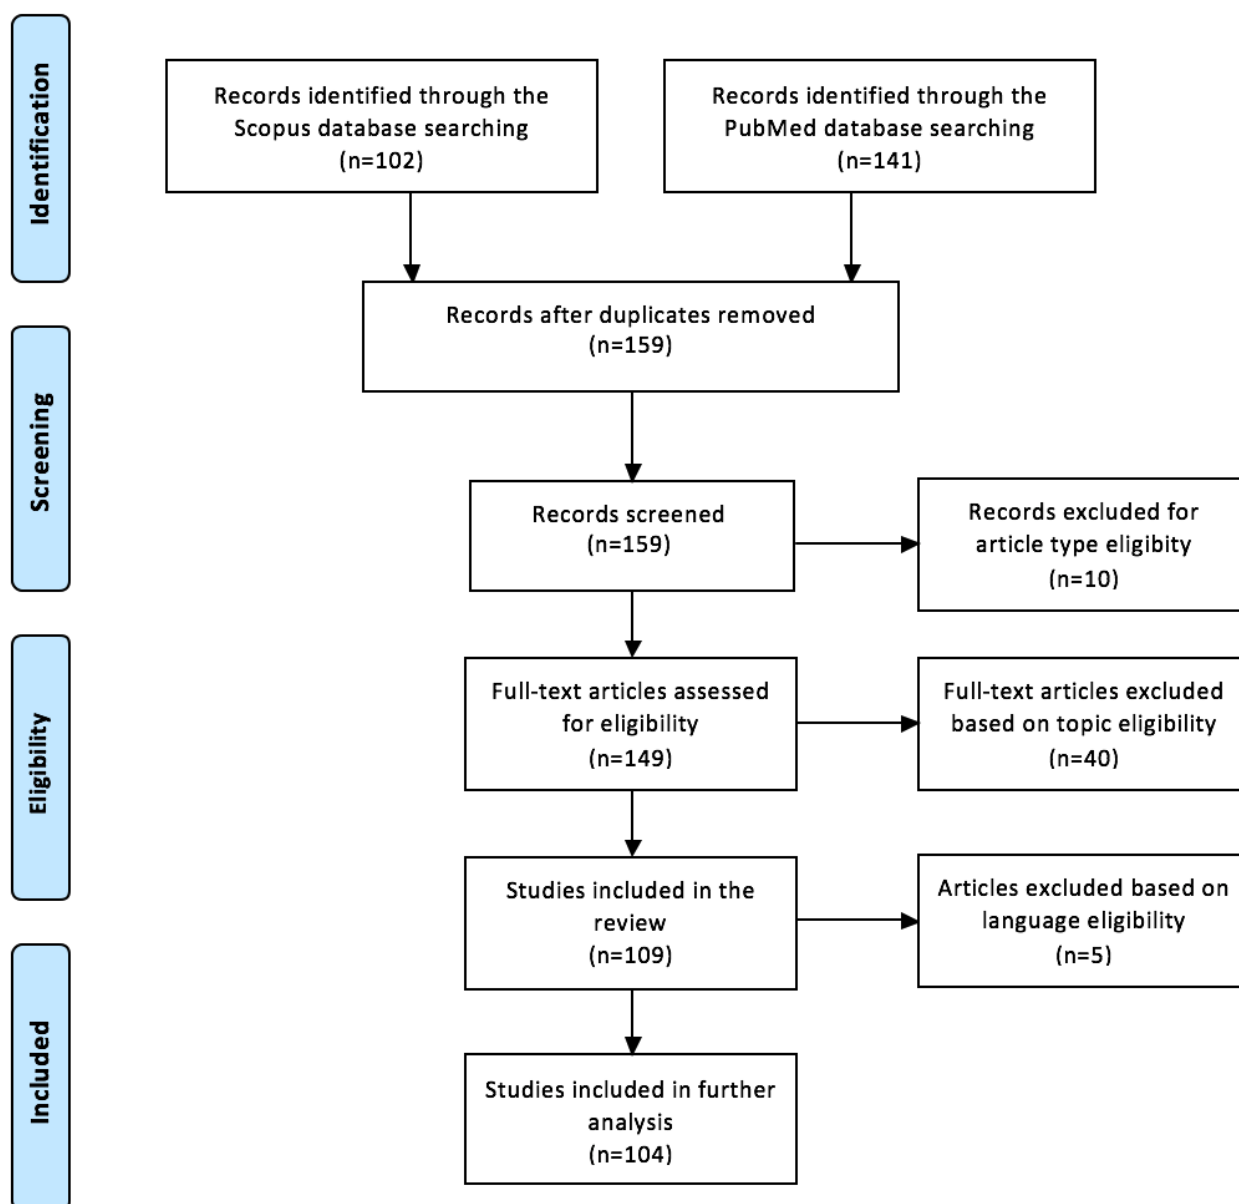 Identification
Records identified through the
Scopus database searching
(n=102)
Records identified through the
PubMed database searching
(n=141)
Records after duplicates removed
(n=159)
Screening
Records screened
(n=159)
Records excluded for
article type eligibity
(n=10)
Eligibility
Full-text articles assessed
for eligibility
(n=149)
Full-text articles excluded
based on topic eligibility
(n=40)
Studies included in the
review
(n=109)
Articles excluded based on
language eligibility
(n=5)
Included
Studies included in further
analysis
(n=104)